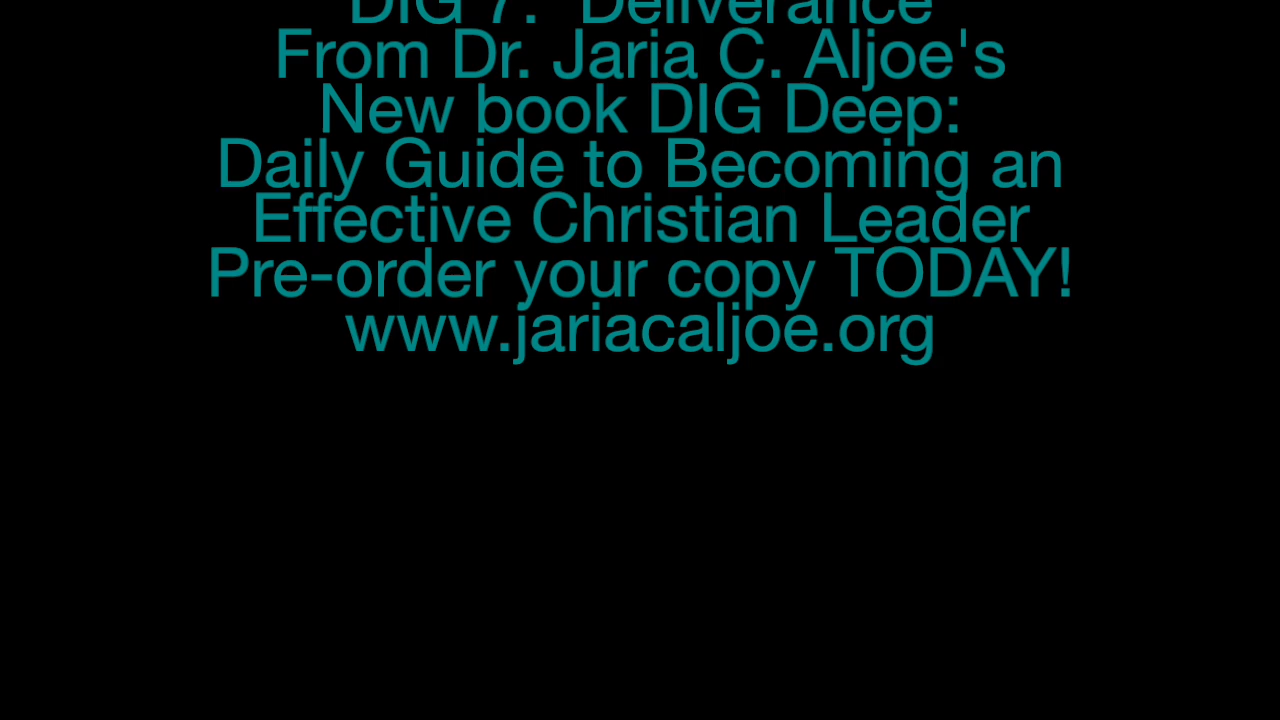 DIG 7: Deliverance
From Dr. Jaria C. Aljoe's
New book DIG Deep:
Daily Guide to Becoming an
Effective Christian Leader
Pre-order your copy TODAY!
www.jariacaljoe.org